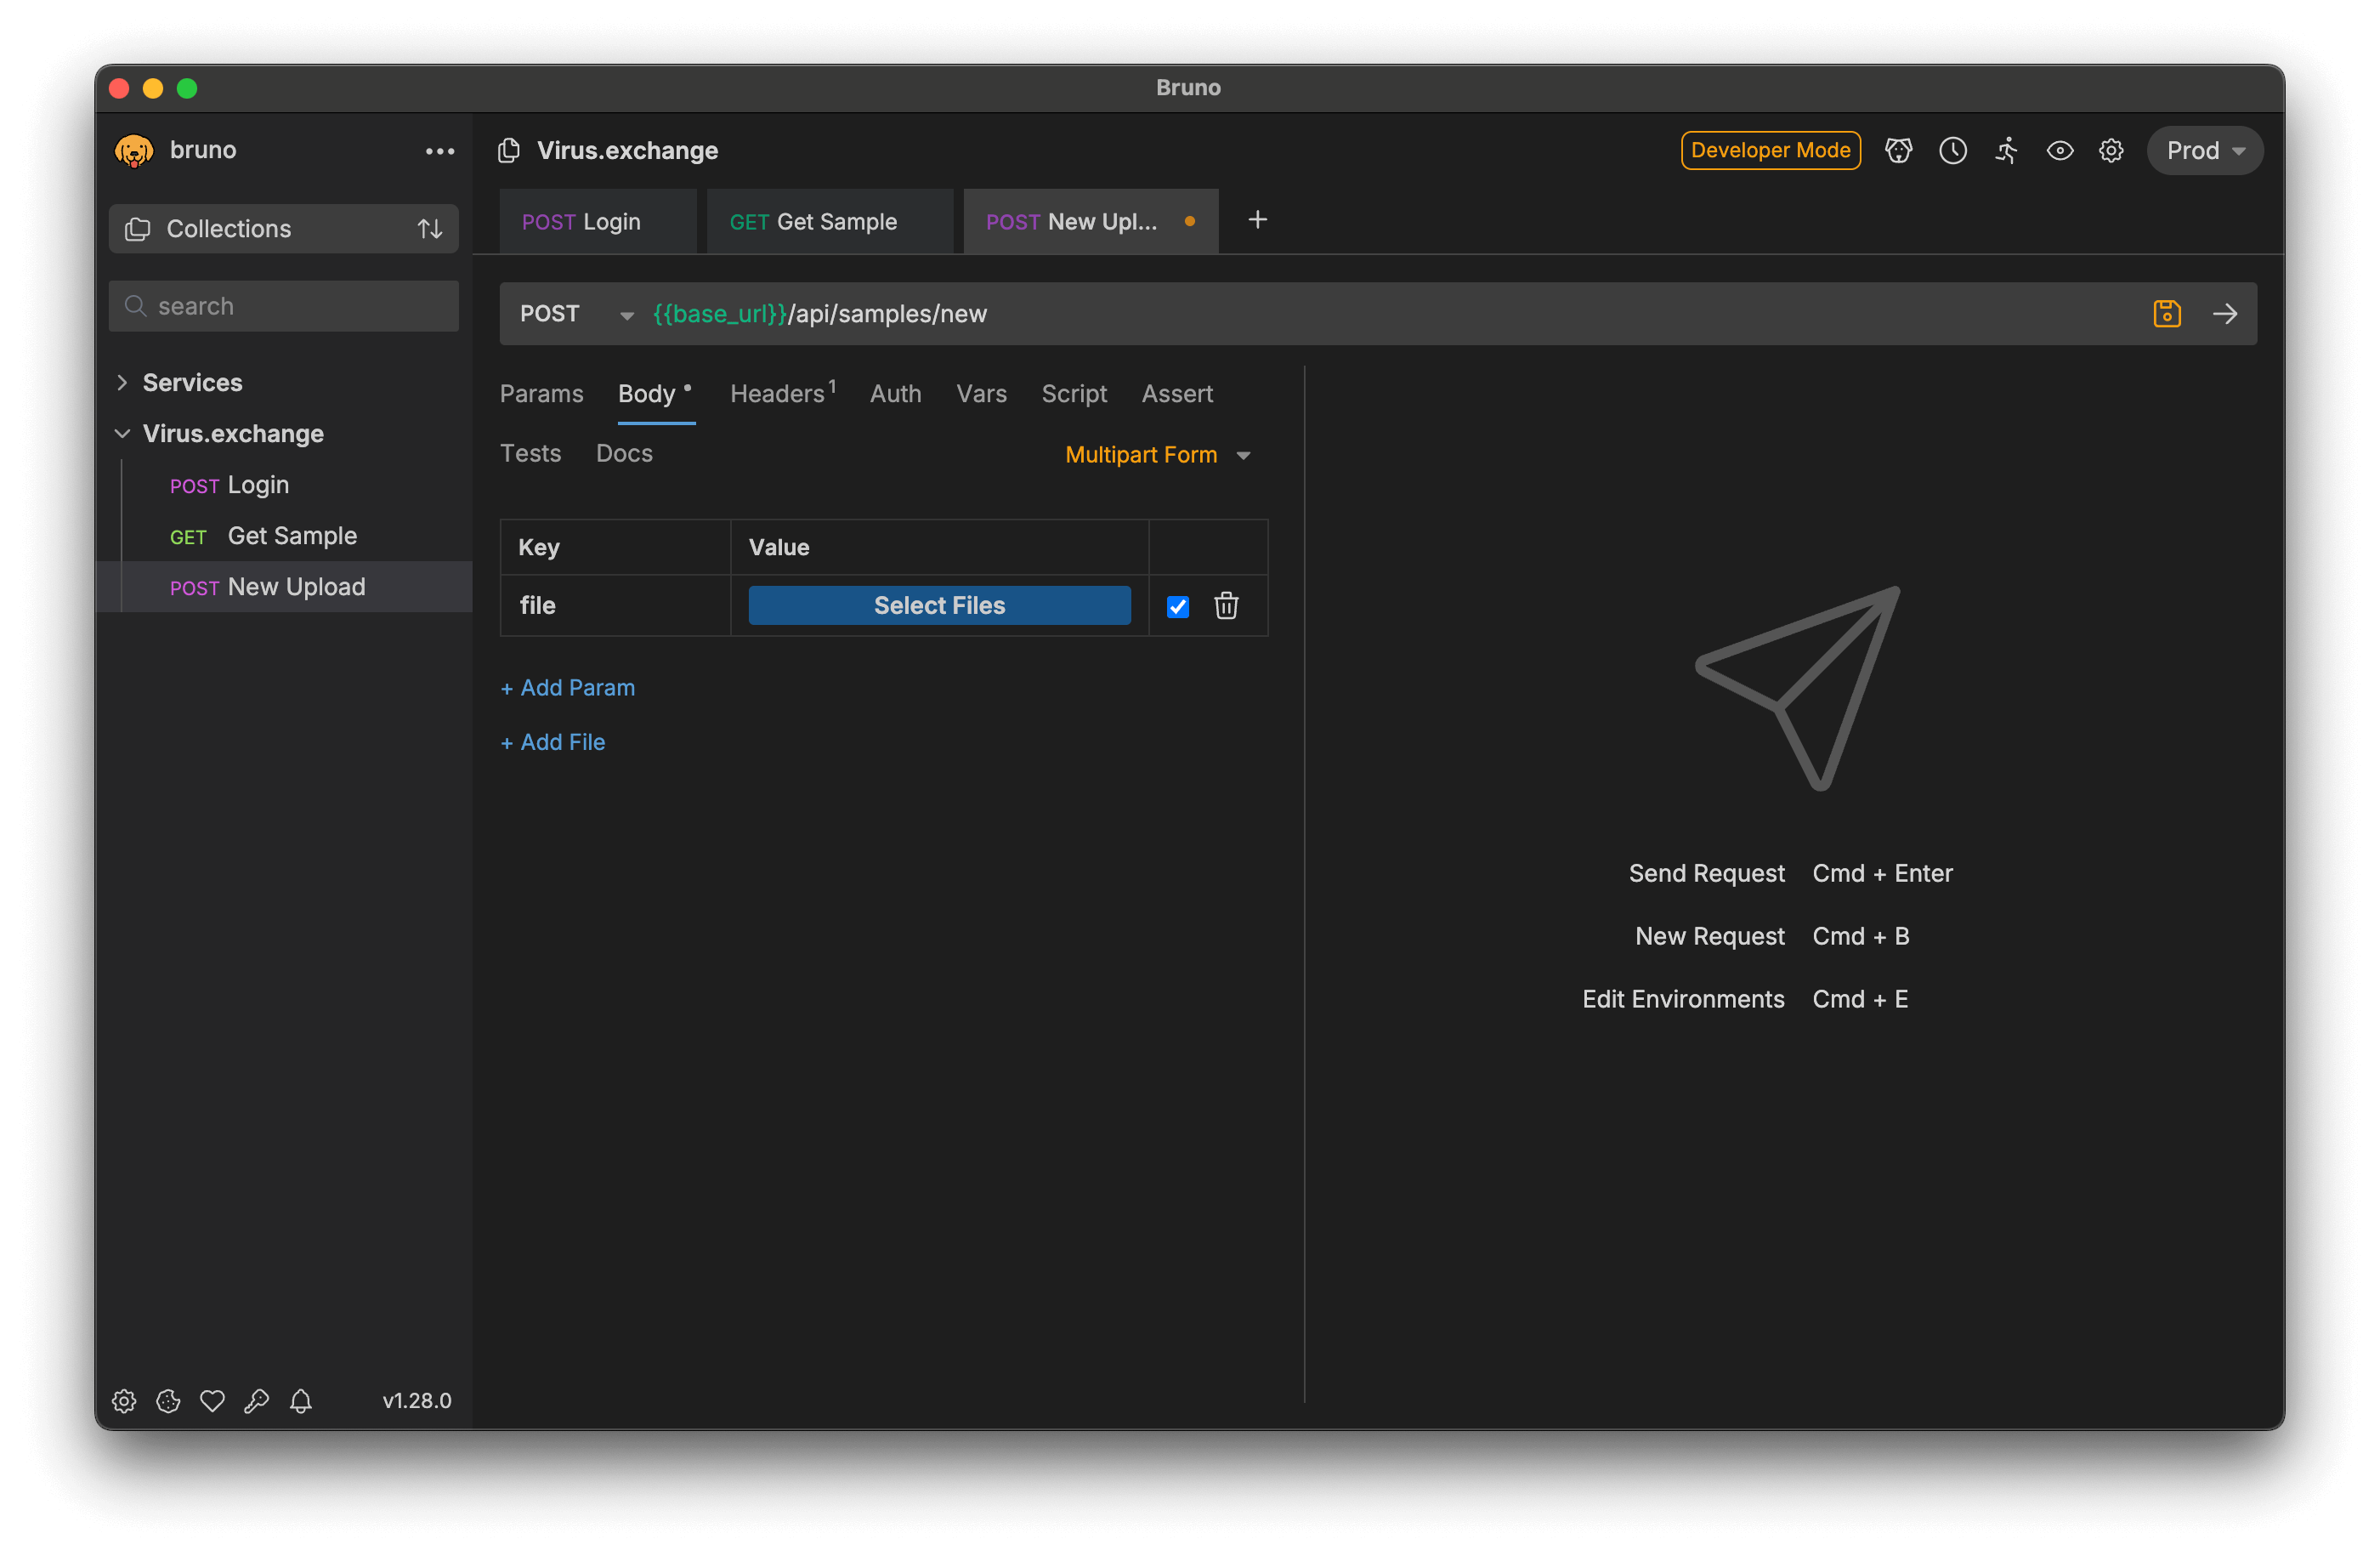 Bruno
bruno
Collections
search
Services
Virus.exchange
POST Login
GET Get Sample
POST New Upload
v1.28.0
Virus.exchange
Developer Mode
Prod
POST Login
GET Get Sample
POST New Upl...
+
POST {{base_url}}/api/samples/new
Params Body Headers1 Auth Vars Script Assert
Tests Docs Multipart Form
Key Value
file Select Files
+ Add Param
+ Add File
Send Request Cmd + Enter
New Request Cmd + B
Edit Environments Cmd + E